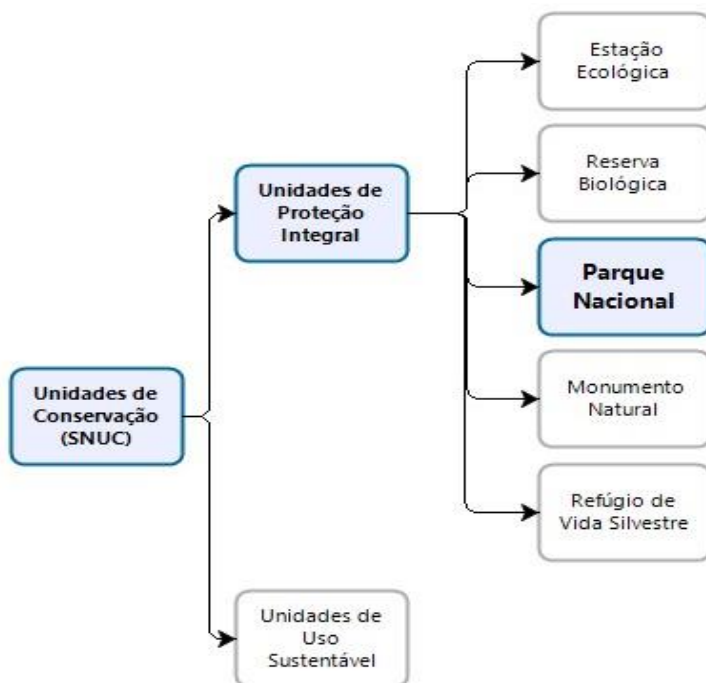 Unidades de
Conservação
(SNUC)
Unidades de
Proteção
Integral
Estação
Ecológica
Reserva
Biológica
Parque
Nacional
Monumento
Natural
Refúgio de
Vida Silvestre
Unidades de
Uso
Sustentável